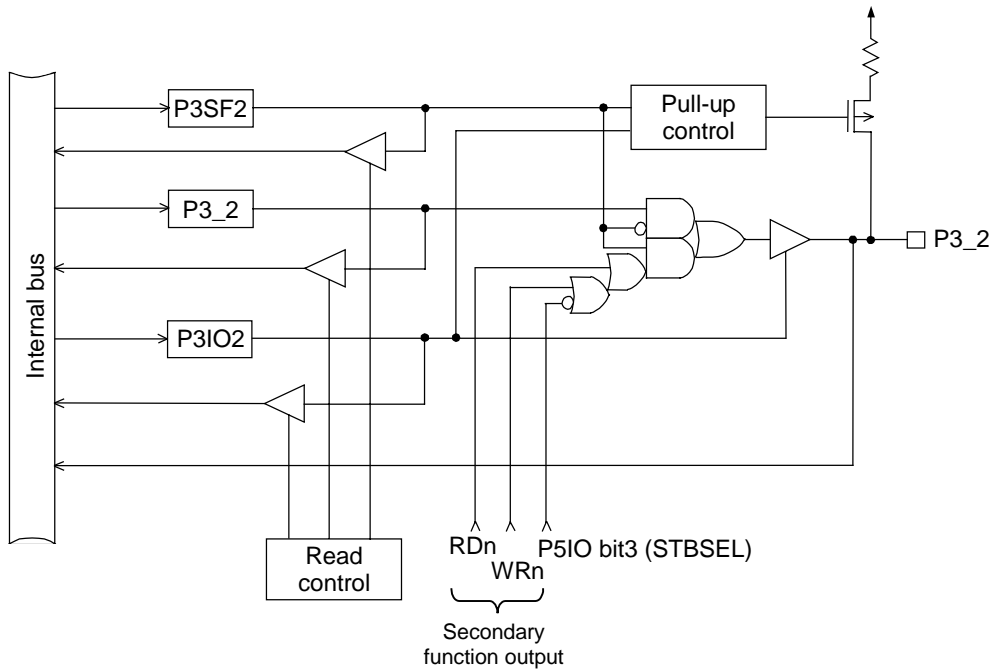 P3SF2
Pull-up
control
P3_2
P3_2
Internal bus
P3IO2
Read
control
RDn
WRn
P5IO bit3 (STBSEL)
Secondary
function output